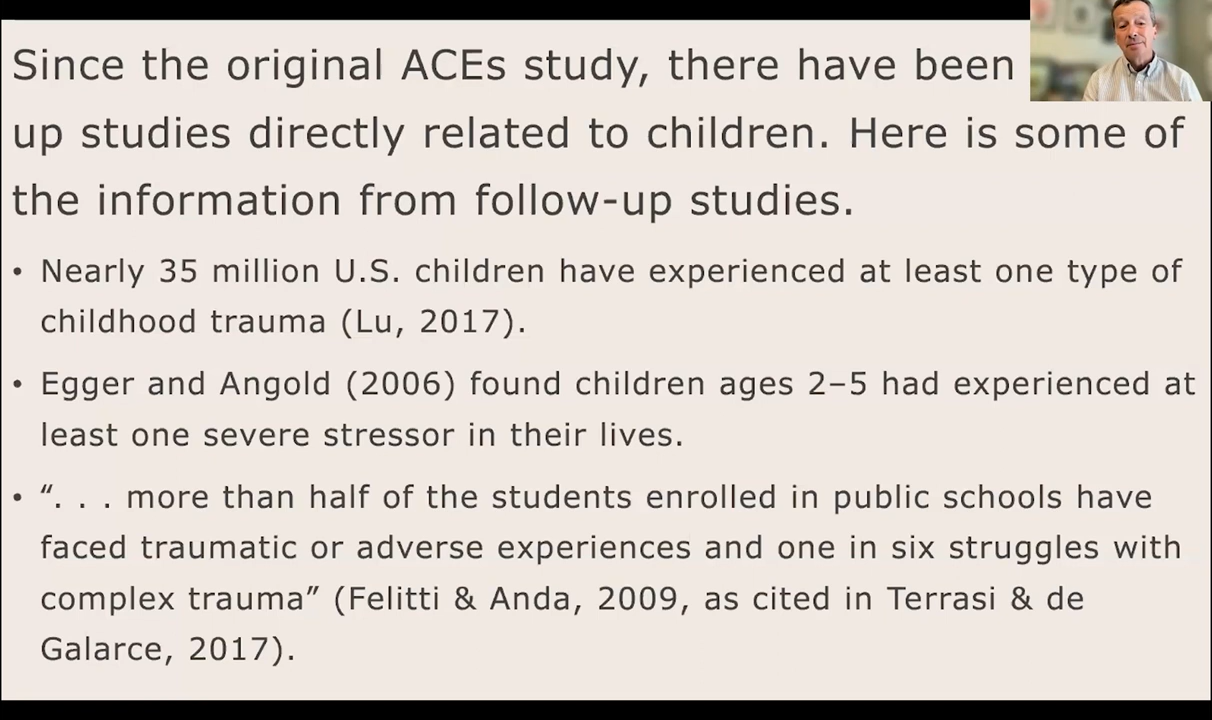 Since the original ACEs study, there have been
up studies directly related to children. Here is some of
the information from follow-up studies.
• Nearly 35 million U.S. children have experienced at least one type of
childhood trauma (Lu, 2017).
• Egger and Angold (2006) found children ages 2–5 had experienced at
least one severe stressor in their lives.
• “. . . more than half of the students enrolled in public schools have
faced traumatic or adverse experiences and one in six struggles with
complex trauma” (Felitti & Anda, 2009, as cited in Terrasi & de
Galarce, 2017).